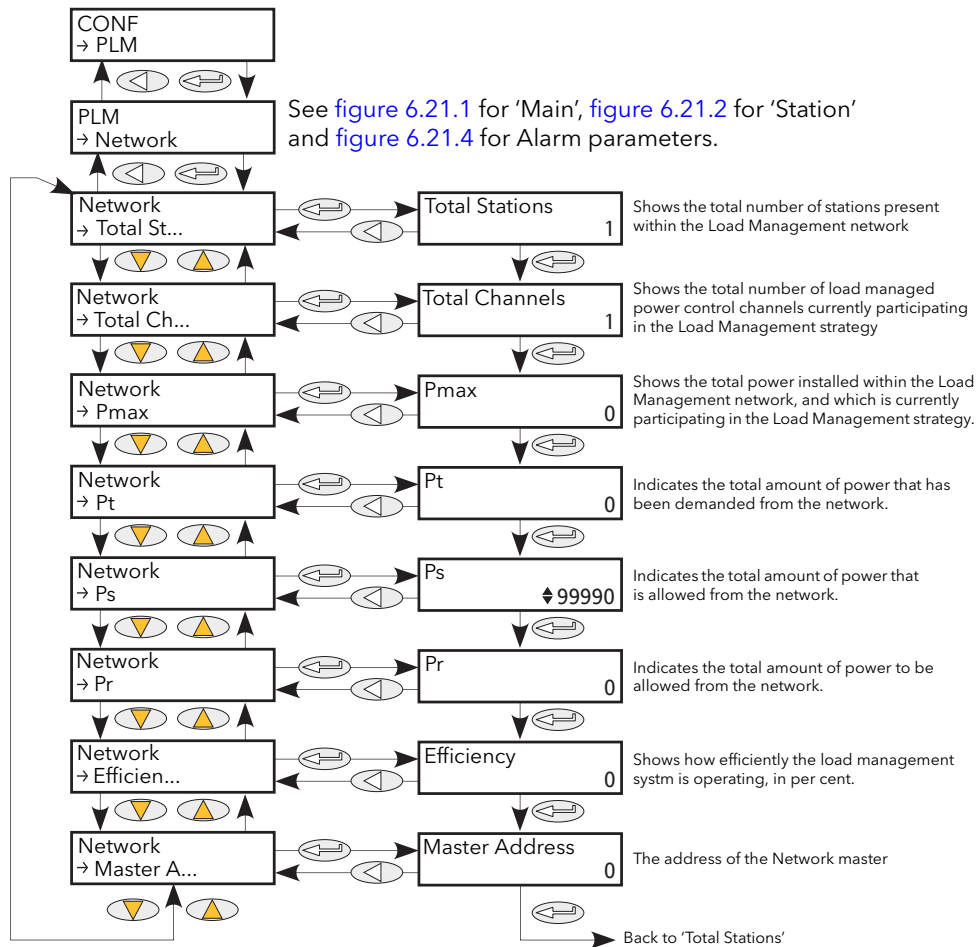 CONF
→ PLM
PLM
→ Network
See figure 6.21.1 for 'Main', figure 6.21.2 for 'Station'
and figure 6.21.4 for Alarm parameters.
Network
→ Total St...
Total Stations
1
Shows the total number of stations present
within the Load Management network
Network
→ Total Ch...
Total Channels
1
Shows the total number of load managed
power control channels currently participating
in the Load Management strategy
Network
→ Pmax
Pmax
0
Shows the total power installed within the Load
Management network, and which is currently
participating in the Load Management strategy.
Network
→ Pt
Pt
0
Indicates the total amount of power that has
been demanded from the network.
Network
→ Ps
Ps
99990
Indicates the total amount of power that
is allowed from the network.
Network
→ Pr
Pr
0
Indicates the total amount of power to be
allowed from the network.
Network
→ Efficien...
Efficiency
0
Shows how efficiently the load management
systm is operating, in per cent.
Network
→ Master A...
Master Address
0
The address of the Network master
Back to 'Total Stations'